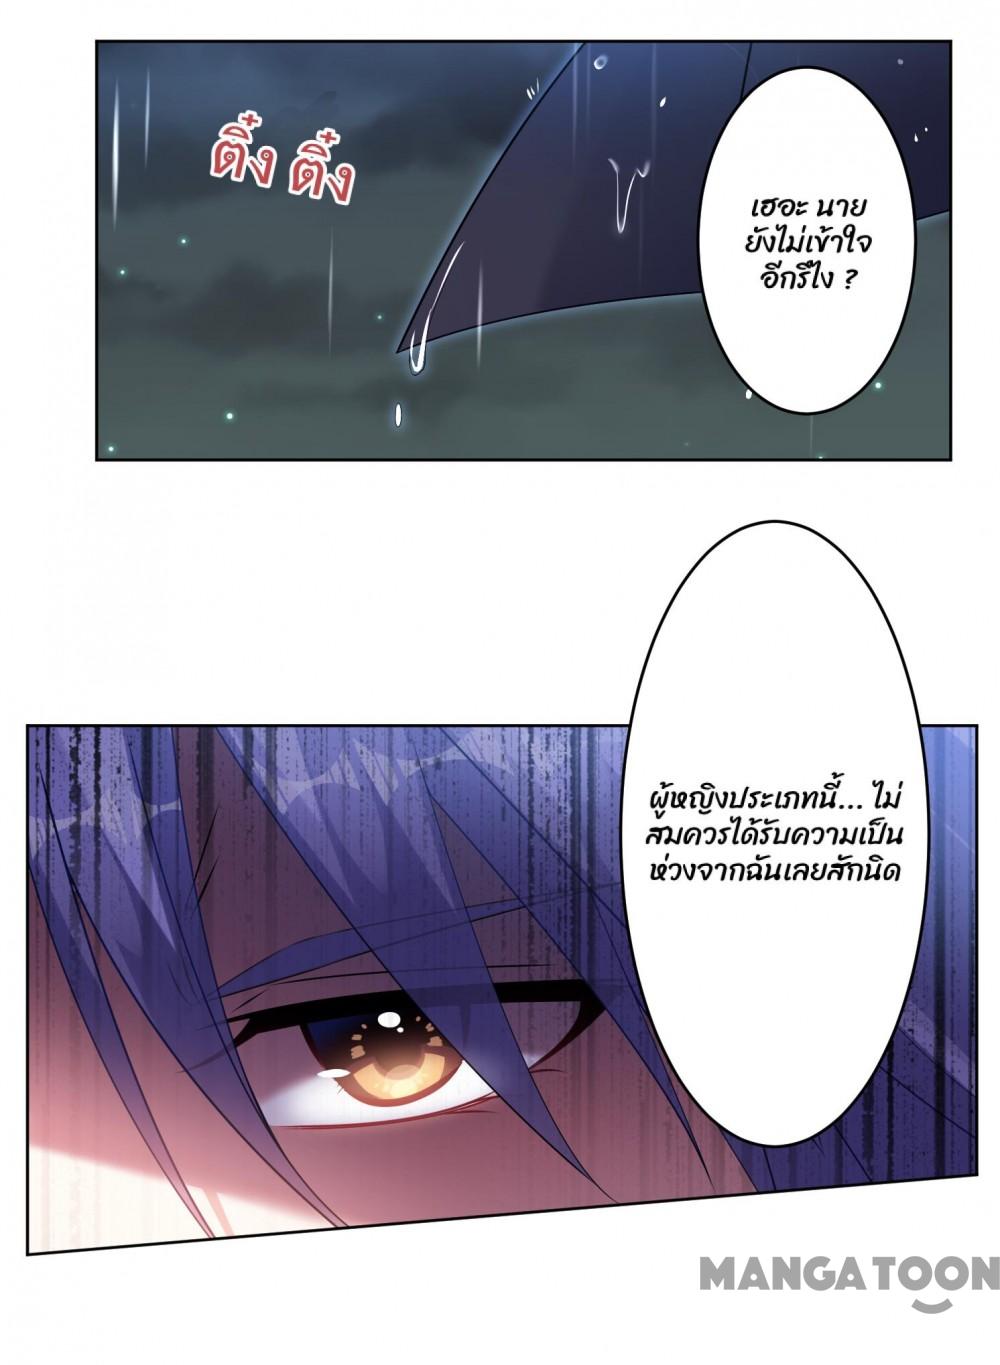 ติ๋ง ติ๋ง
เฮอะ นาย
ยังไม่เข้าใจ
อีกรึไง ?
ผู้หญิงประเภทนี้... ไม่
สมควรได้รับความเป็น
ห่วงจากฉันเลยสักนิด
MANGATOON